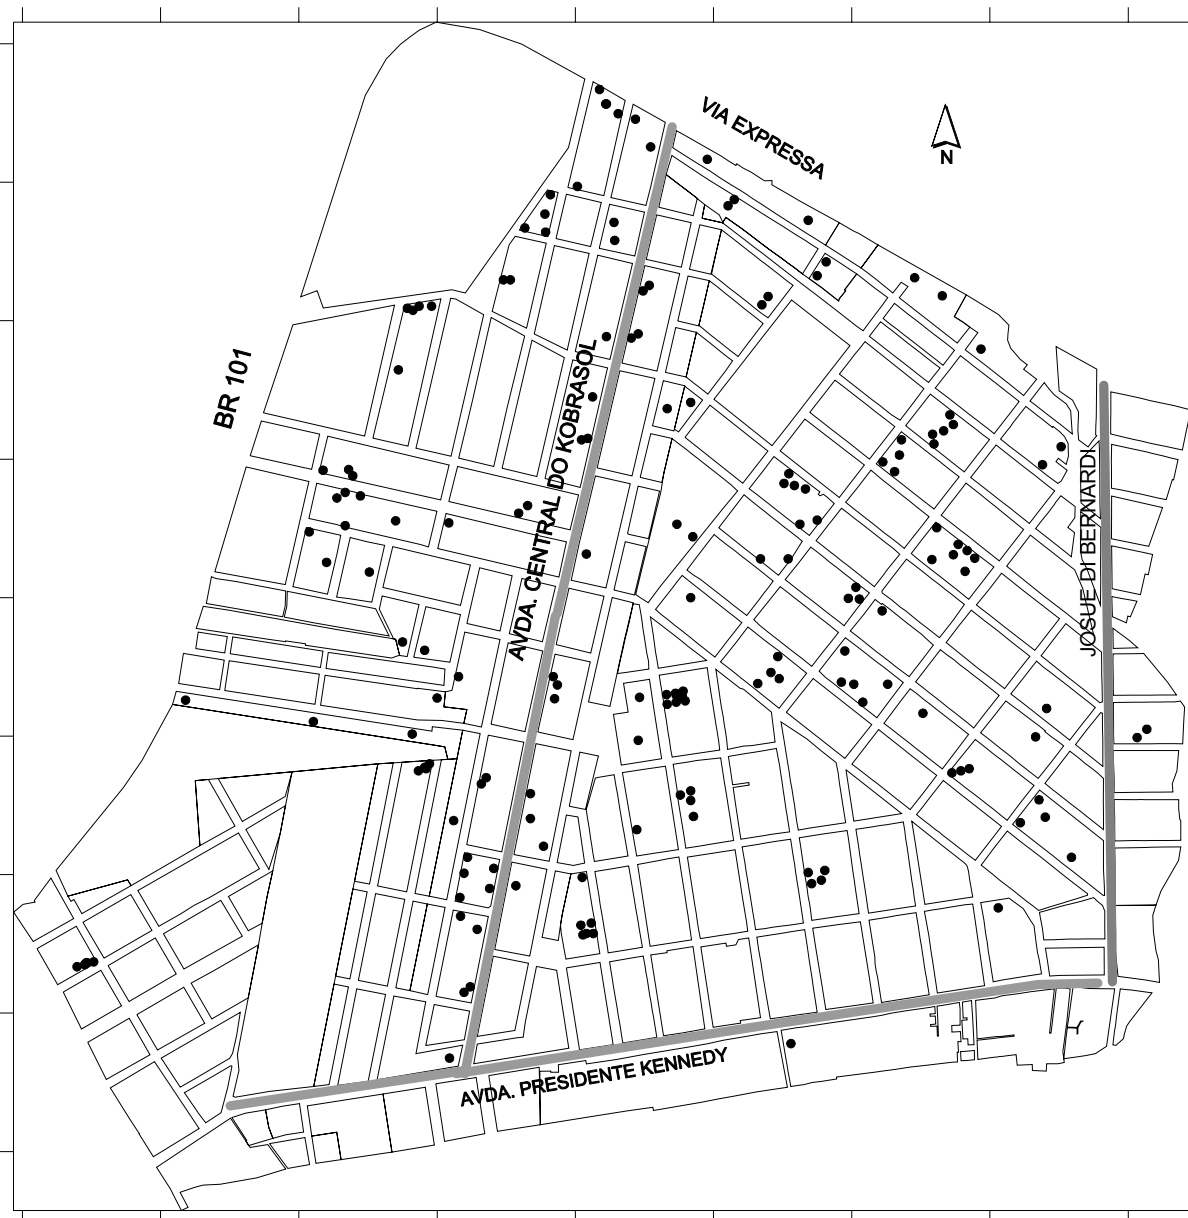 VIA EXPRESSA
N
BR 101
AVDA. CENTRAL DO KOBRASOL
JOSUE DI BERNARDI
AVDA. PRESIDENTE KENNEDY